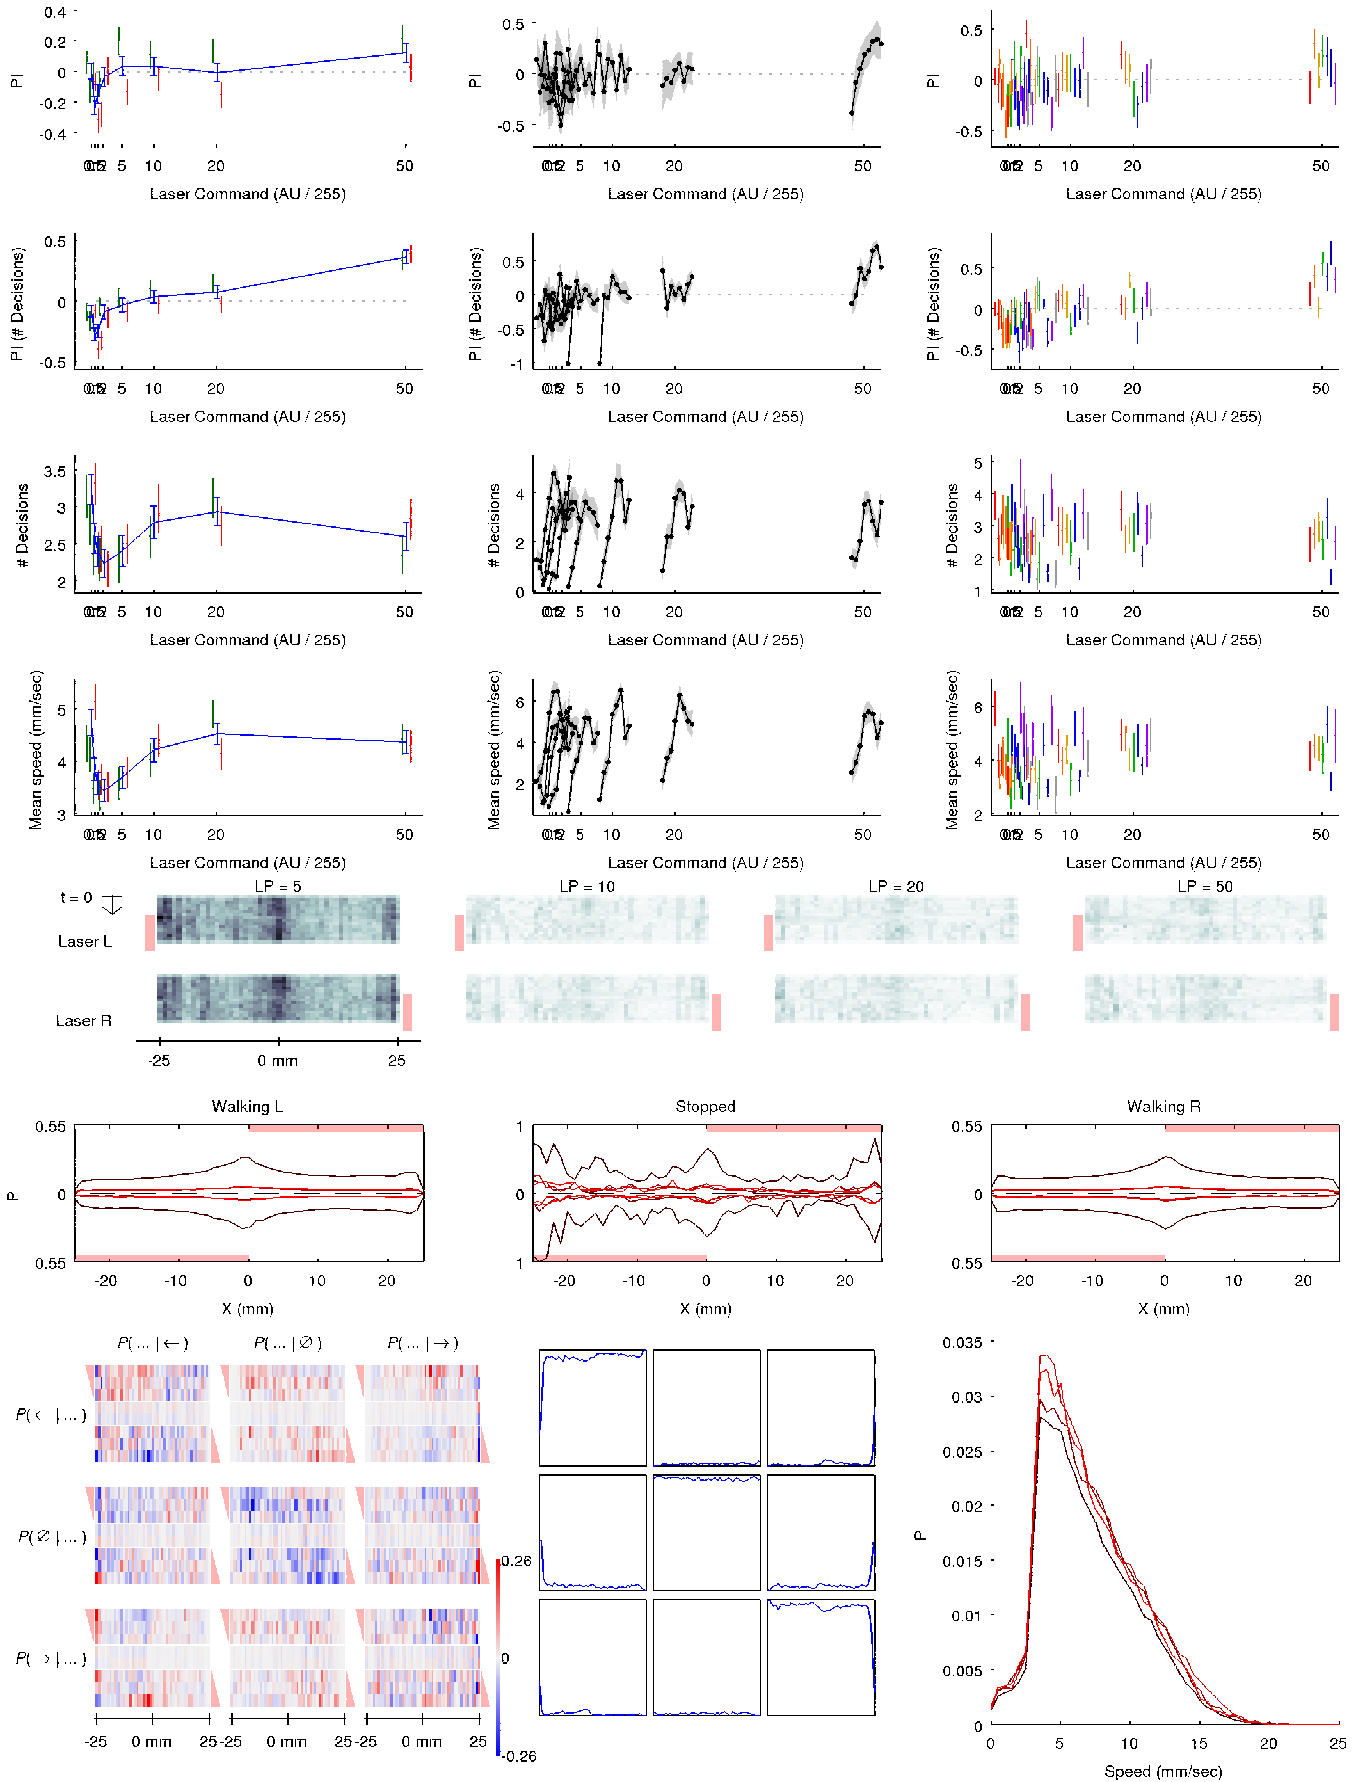 0.4
0.2
0
-0.2
-0.4
PI
5
10
20
50
Laser Command (AU / 255)
0.5
0
-0.5
PI
5
20
50
Laser Command (AU / 255)
0.5
0
-0.5
PI
5
10
20
50
Laser Command (AU / 255)
0.5
0
-0.5
PI (# Decisions)
5
10
20
50
Laser Command (AU / 255)
0.5
0
-0.5
-1
PI (# Decisions)
5
10
20
50
Laser Command (AU / 255)
0.5
0
-0.5
PI (# Decisions)
5
10
20
50
Laser Command (AU / 255)
3.5
3
2.5
2
# Decisions
5
10
20
50
Laser Command (AU / 255)
4
2
0
# Decisions
5
10
20
50
Laser Command (AU / 255)
5
4
3
2
1
# Decisions
5
10
20
50
Laser Command (AU / 255)
5
4
3
Mean speed (mm/sec)
5
10
20
50
Laser Command (AU / 255)
6
4
2
Mean speed (mm/sec)
5
10
20
50
Laser Command (AU / 255)
6
4
2
Mean speed (mm/sec)
5
10
20
50
Laser Command (AU / 255)
LP = 5
LP = 10
LP = 20
LP = 50
t = 0
Laser L
Laser R
-25
0 mm
25
Walking L
0.55
0
0.55
P
-20
-10
0
10
20
X (mm)
Stopped
1
0
1
-20
-10
0
10
20
X (mm)
Walking R
0.55
0
0.55
-20
-10
0
10
20
X (mm)
P( ... | ← )
P( ... | ∅ )
P( ... | → )
P( ← | ... )
P( ∅ | ... )
P( → | ... )
-25
0 mm
25
-25
0 mm
25
-25
0 mm
25
0.26
0
-0.26
0.035
0.03
0.025
0.02
0.015
0.01
0.005
0
P
0
5
10
15
20
25
Speed (mm/sec)